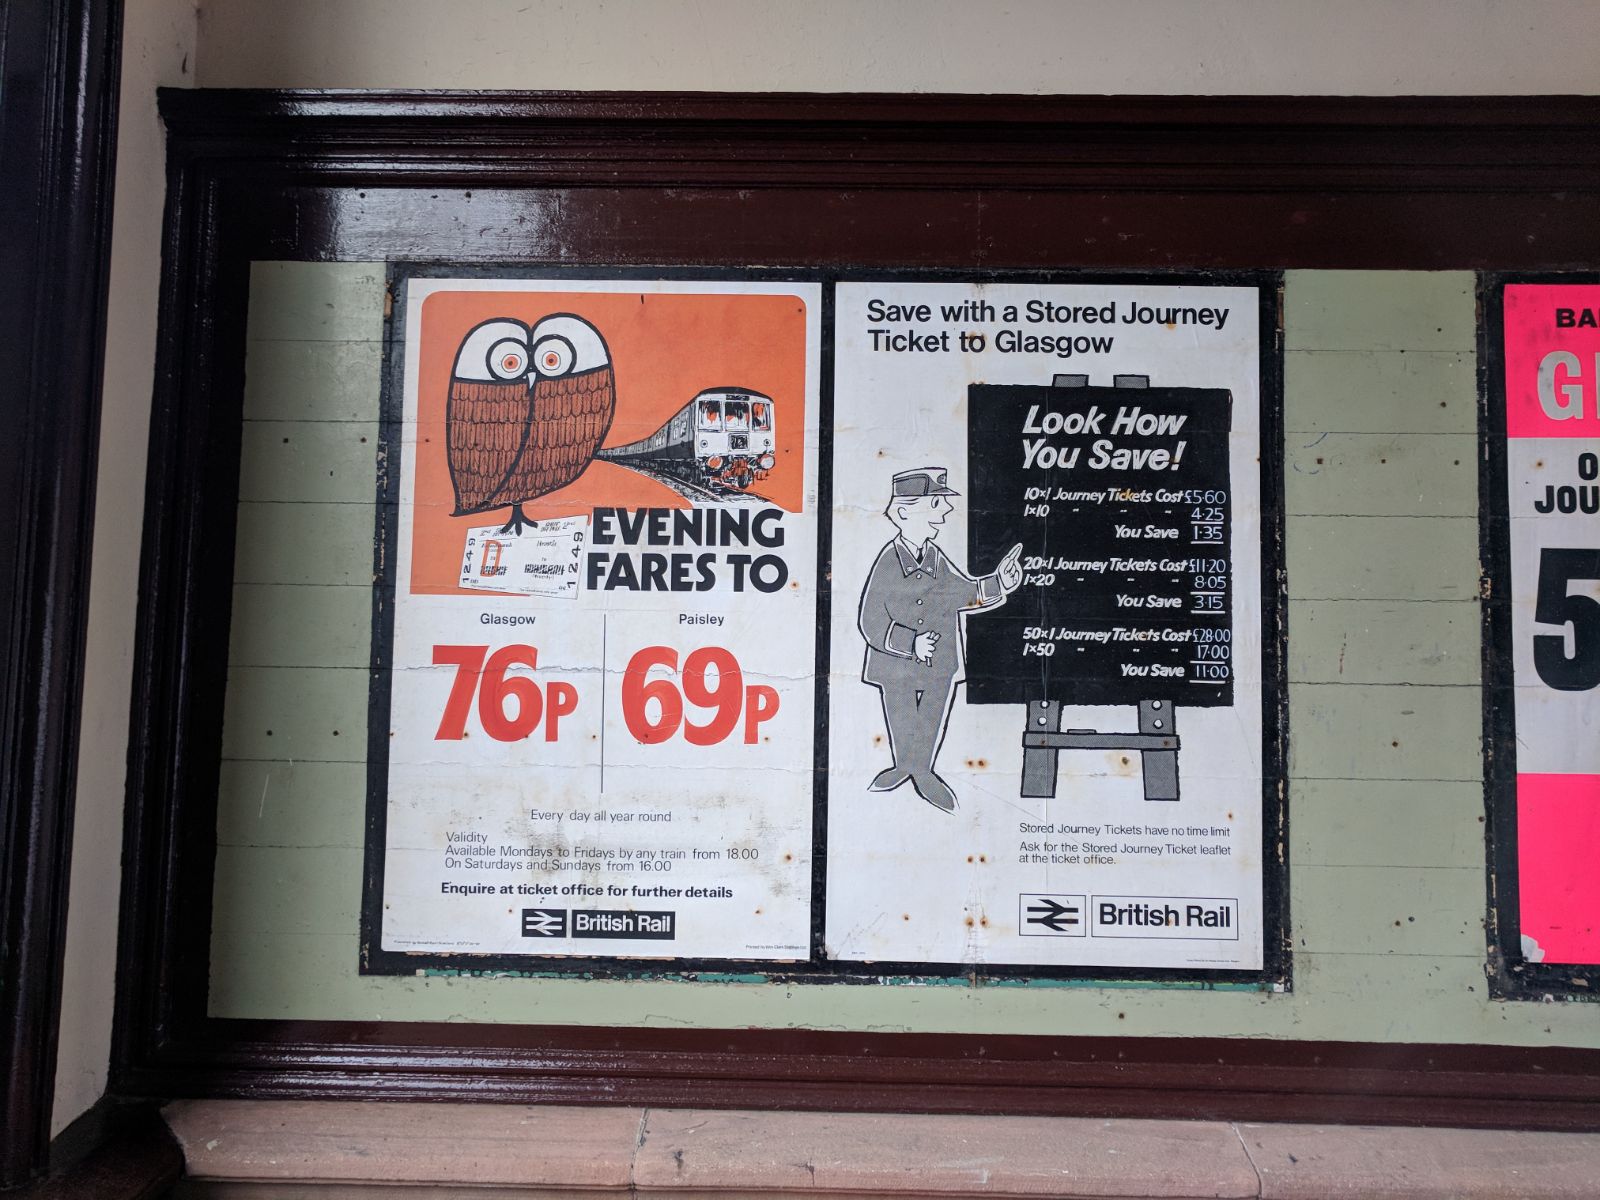 EVENING
FARES TO
1249
1249
Glasgow
76P
Paisley
69P
Every day all year round
Validity
Available Mondays to Fridays by any train from 18.00
On Saturdays and Sundays from 16.00
Enquire at ticket office for further details
British Rail
Save with a Stored Journey
Ticket to Glasgow
Look How
You Save!
10×1 Journey Tickets Cost £5·60
1×10 " " " 4·25
You Save 1·35
20×1 Journey Tickets Cost £11·20
1×20 " " " 8·05
You Save 3·15
50×1 Journey Tickets Cost £28·00
1×50 " " " 17·00
You Save 11·00
Stored Journey Tickets have no time limit
Ask for the Stored Journey Ticket leaflet
at the ticket office.
British Rail
BA
G
O
JOU
5